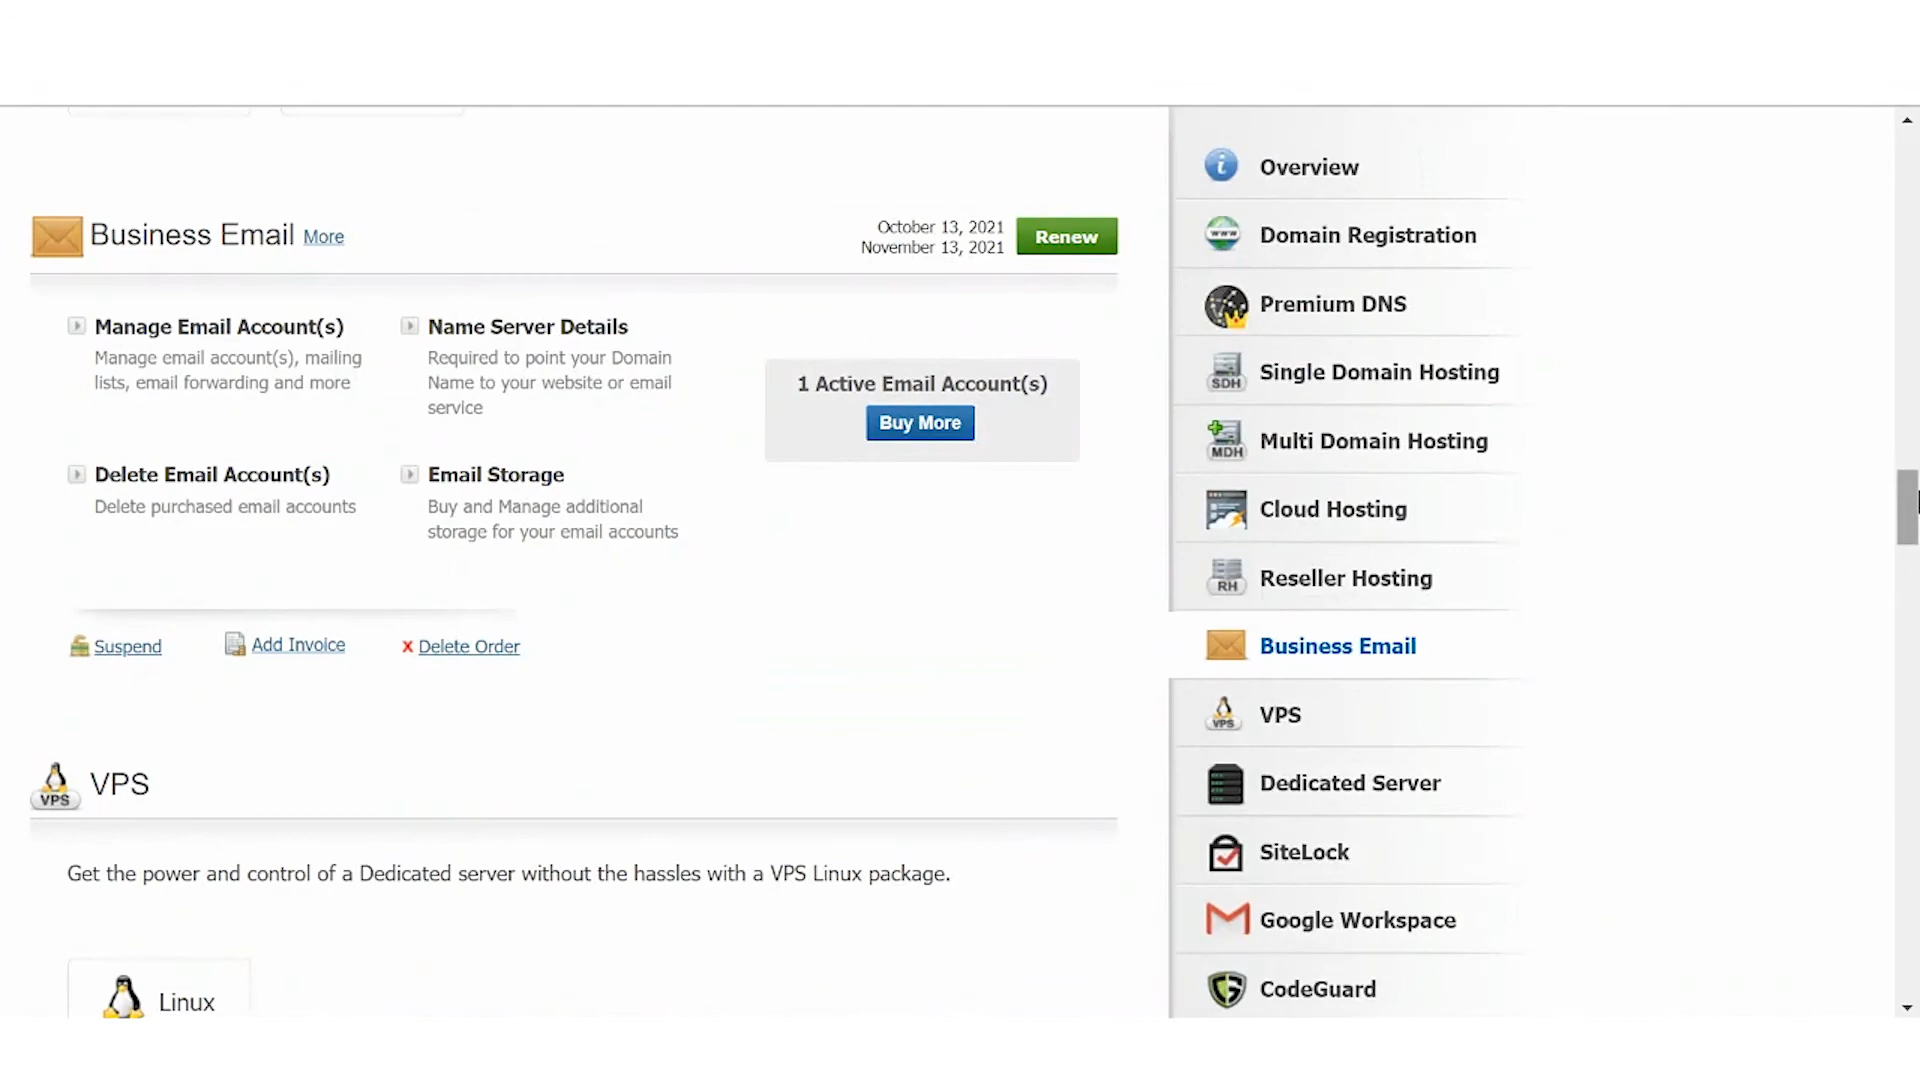 Business Email More
October 13, 2021
November 13, 2021
Renew
Manage Email Account(s)
Manage email account(s), mailing
lists, email forwarding and more
Name Server Details
Required to point your Domain
Name to your website or email
service
1 Active Email Account(s)
Buy More
Delete Email Account(s)
Delete purchased email accounts
Email Storage
Buy and Manage additional
storage for your email accounts
Suspend
Add Invoice
x Delete Order
VPS
VPS
Get the power and control of a Dedicated server without the hassles with a VPS Linux package.
Linux
i Overview
www Domain Registration
Premium DNS
SDH Single Domain Hosting
MDH Multi Domain Hosting
Cloud Hosting
RH Reseller Hosting
Business Email
VPS VPS
Dedicated Server
SiteLock
Google Workspace
CodeGuard